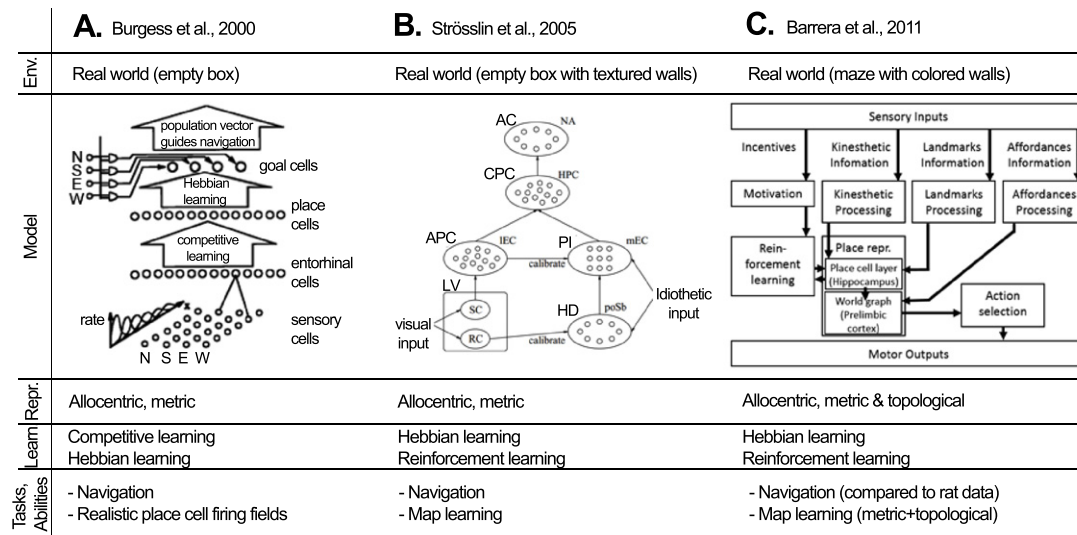 A. Burgess et al., 2000
B. Strösslin et al., 2005
C. Barrera et al., 2011
Env.
Real world (empty box)
Real world (empty box with textured walls)
Real world (maze with colored walls)
Model
population vector
guides navigation
N
S
E
W
goal cells
Hebbian
learning
place
cells
competitive
learning
entorhinal
cells
rate
x
sensory
cells
N S E W
AC
NA
CPC
HPC
APC
lEC
PI
mEC
calibrate
LV
SC
HD
poSb
Idiothetic
input
visual
input
RC
calibrate
Sensory Inputs
Incentives
Kinesthetic
Infomation
Landmarks
Information
Affordances
Information
Motivation
Kinesthetic
Processing
Landmarks
Processing
Affordances
Processing
Rein-
forcement
learning
Place repr.
Place cell layer
(Hippocampus)
World graph
(Prelimbic
cortex)
Action
selection
Motor Outputs
Repr.
Allocentric, metric
Allocentric, metric
Allocentric, metric & topological
Learn
Competitive learning
Hebbian learning
Hebbian learning
Reinforcement learning
Hebbian learning
Reinforcement learning
Tasks,
Abilities
- Navigation
- Realistic place cell firing fields
- Navigation
- Map learning
- Navigation (compared to rat data)
- Map learning (metric+topological)